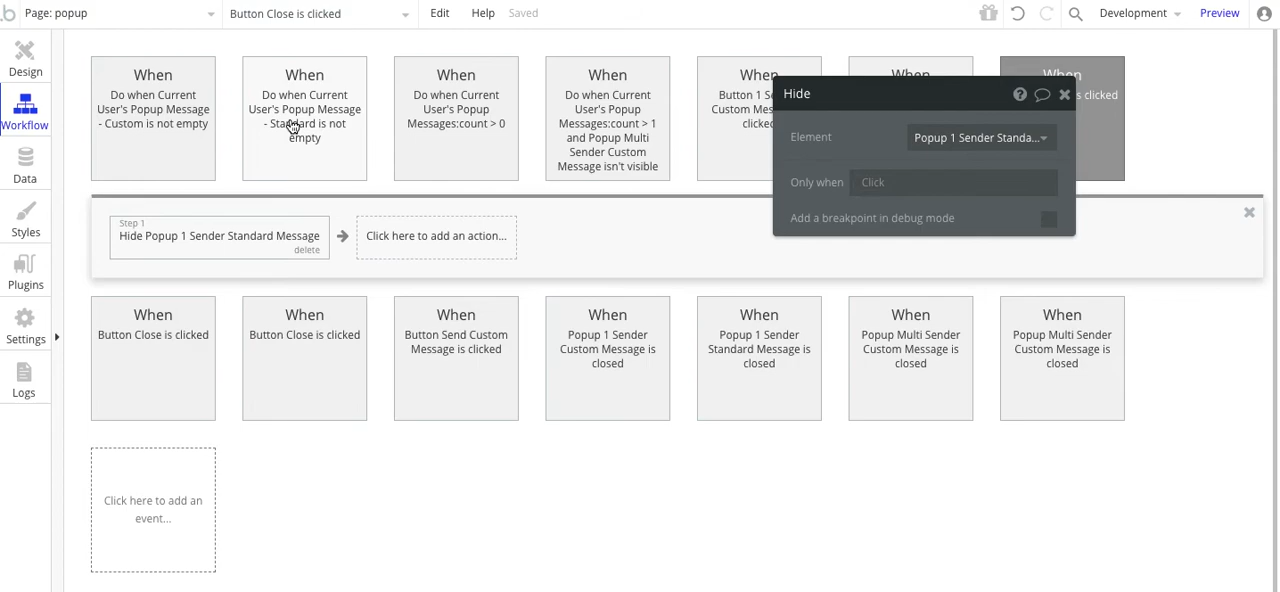 .b
Page: popup
Button Close is clicked
Edit
Help
Saved
Development
Preview
Design
Workflow
Data
Styles
Plugins
Settings
Logs
When
Do when Current
User's Popup Message
- Custom is not empty
When
Do when Current
User's Popup Message
- Standard is not
empty
When
Do when Current
User's Popup
Messages:count > 0
When
Do when Current
User's Popup
Messages:count > 1
and Popup Multi
Sender Custom
Message isn't visible
When
Button 1
Custom
clicked
When
When
is clicked
Hide
Element
Popup 1 Sender Standa...
Only when
Click
Add a breakpoint in debug mode
Step 1
Hide Popup 1 Sender Standard Message
delete
Click here to add an action...
When
Button Close is clicked
When
Button Close is clicked
When
Button Send Custom
Message is clicked
When
Popup 1 Sender
Custom Message is
closed
When
Popup 1 Sender
Standard Message is
closed
When
Popup Multi Sender
Custom Message is
closed
When
Popup Multi Sender
Custom Message is
closed
Click here to add an
event...